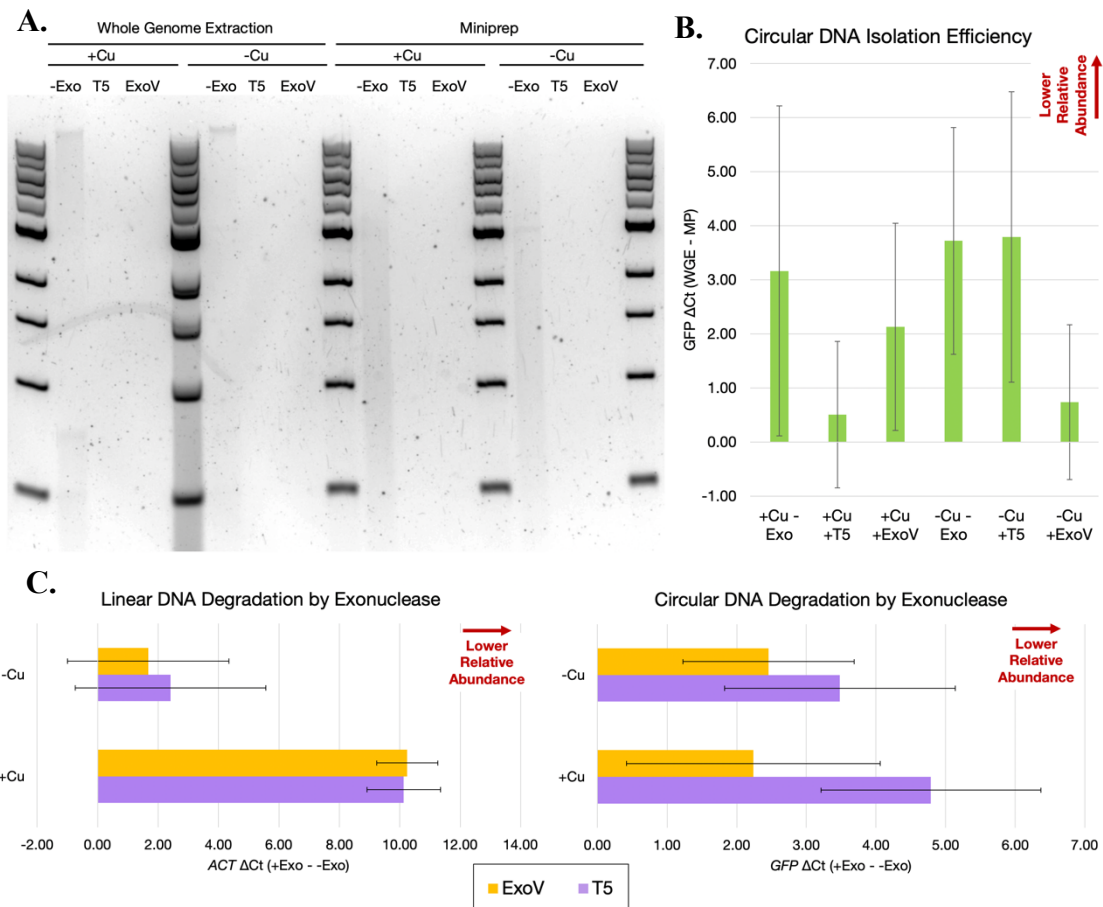 A.
Whole Genome Extraction
Miniprep
+Cu
-Cu
+Cu
-Cu
-Exo T5 ExoV
-Exo T5 ExoV
-Exo T5 ExoV
-Exo T5 ExoV
B.
Circular DNA Isolation Efficiency
Lower
Relative
Abundance
GFP ΔCt (WGE - MP)
7.00
6.00
5.00
4.00
3.00
2.00
1.00
0.00
-1.00
+Cu -
Exo
+Cu
+T5
+Cu
+ExoV
-Cu -
Exo
-Cu
+T5
-Cu
+ExoV
C.
Linear DNA Degradation by Exonuclease
Lower
Relative
Abundance
-Cu
+Cu
-2.00 0.00 2.00 4.00 6.00 8.00 10.00 12.00 14.00
ACT ΔCt (+Exo - -Exo)
Circular DNA Degradation by Exonuclease
Lower
Relative
Abundance
-Cu
+Cu
0.00 1.00 2.00 3.00 4.00 5.00 6.00 7.00
GFP ΔCt (+Exo - -Exo)
ExoV T5